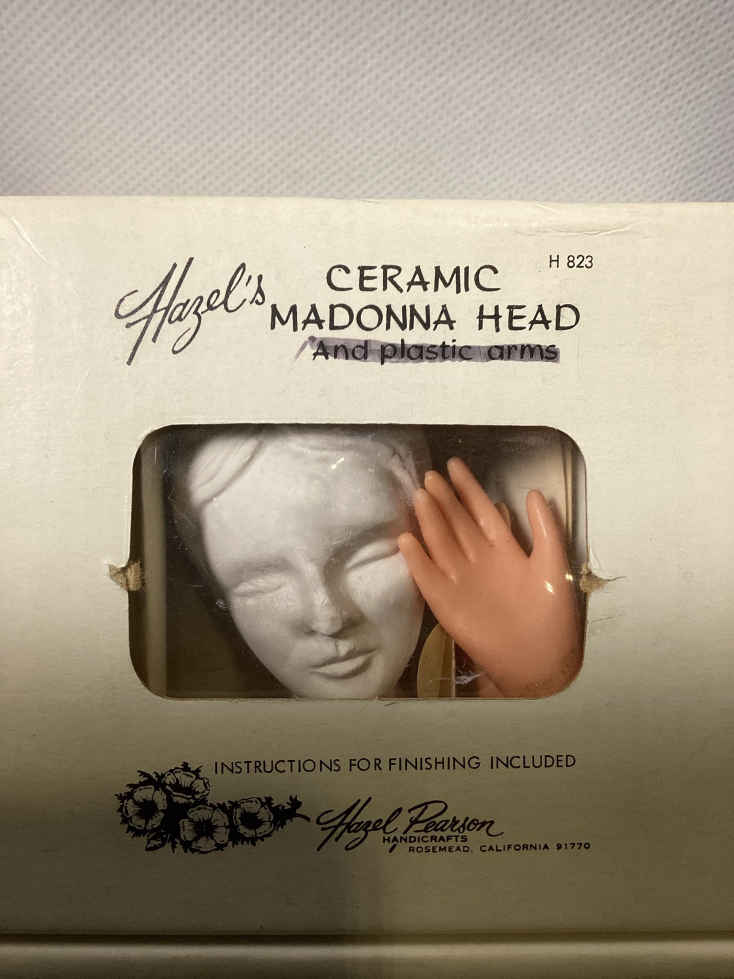 H 823
Hazel's CERAMIC
MADONNA HEAD
And plastic arms
INSTRUCTIONS FOR FINISHING INCLUDED
Hazel Pearson
HANDICRAFTS
ROSEMEAD, CALIFORNIA 91770